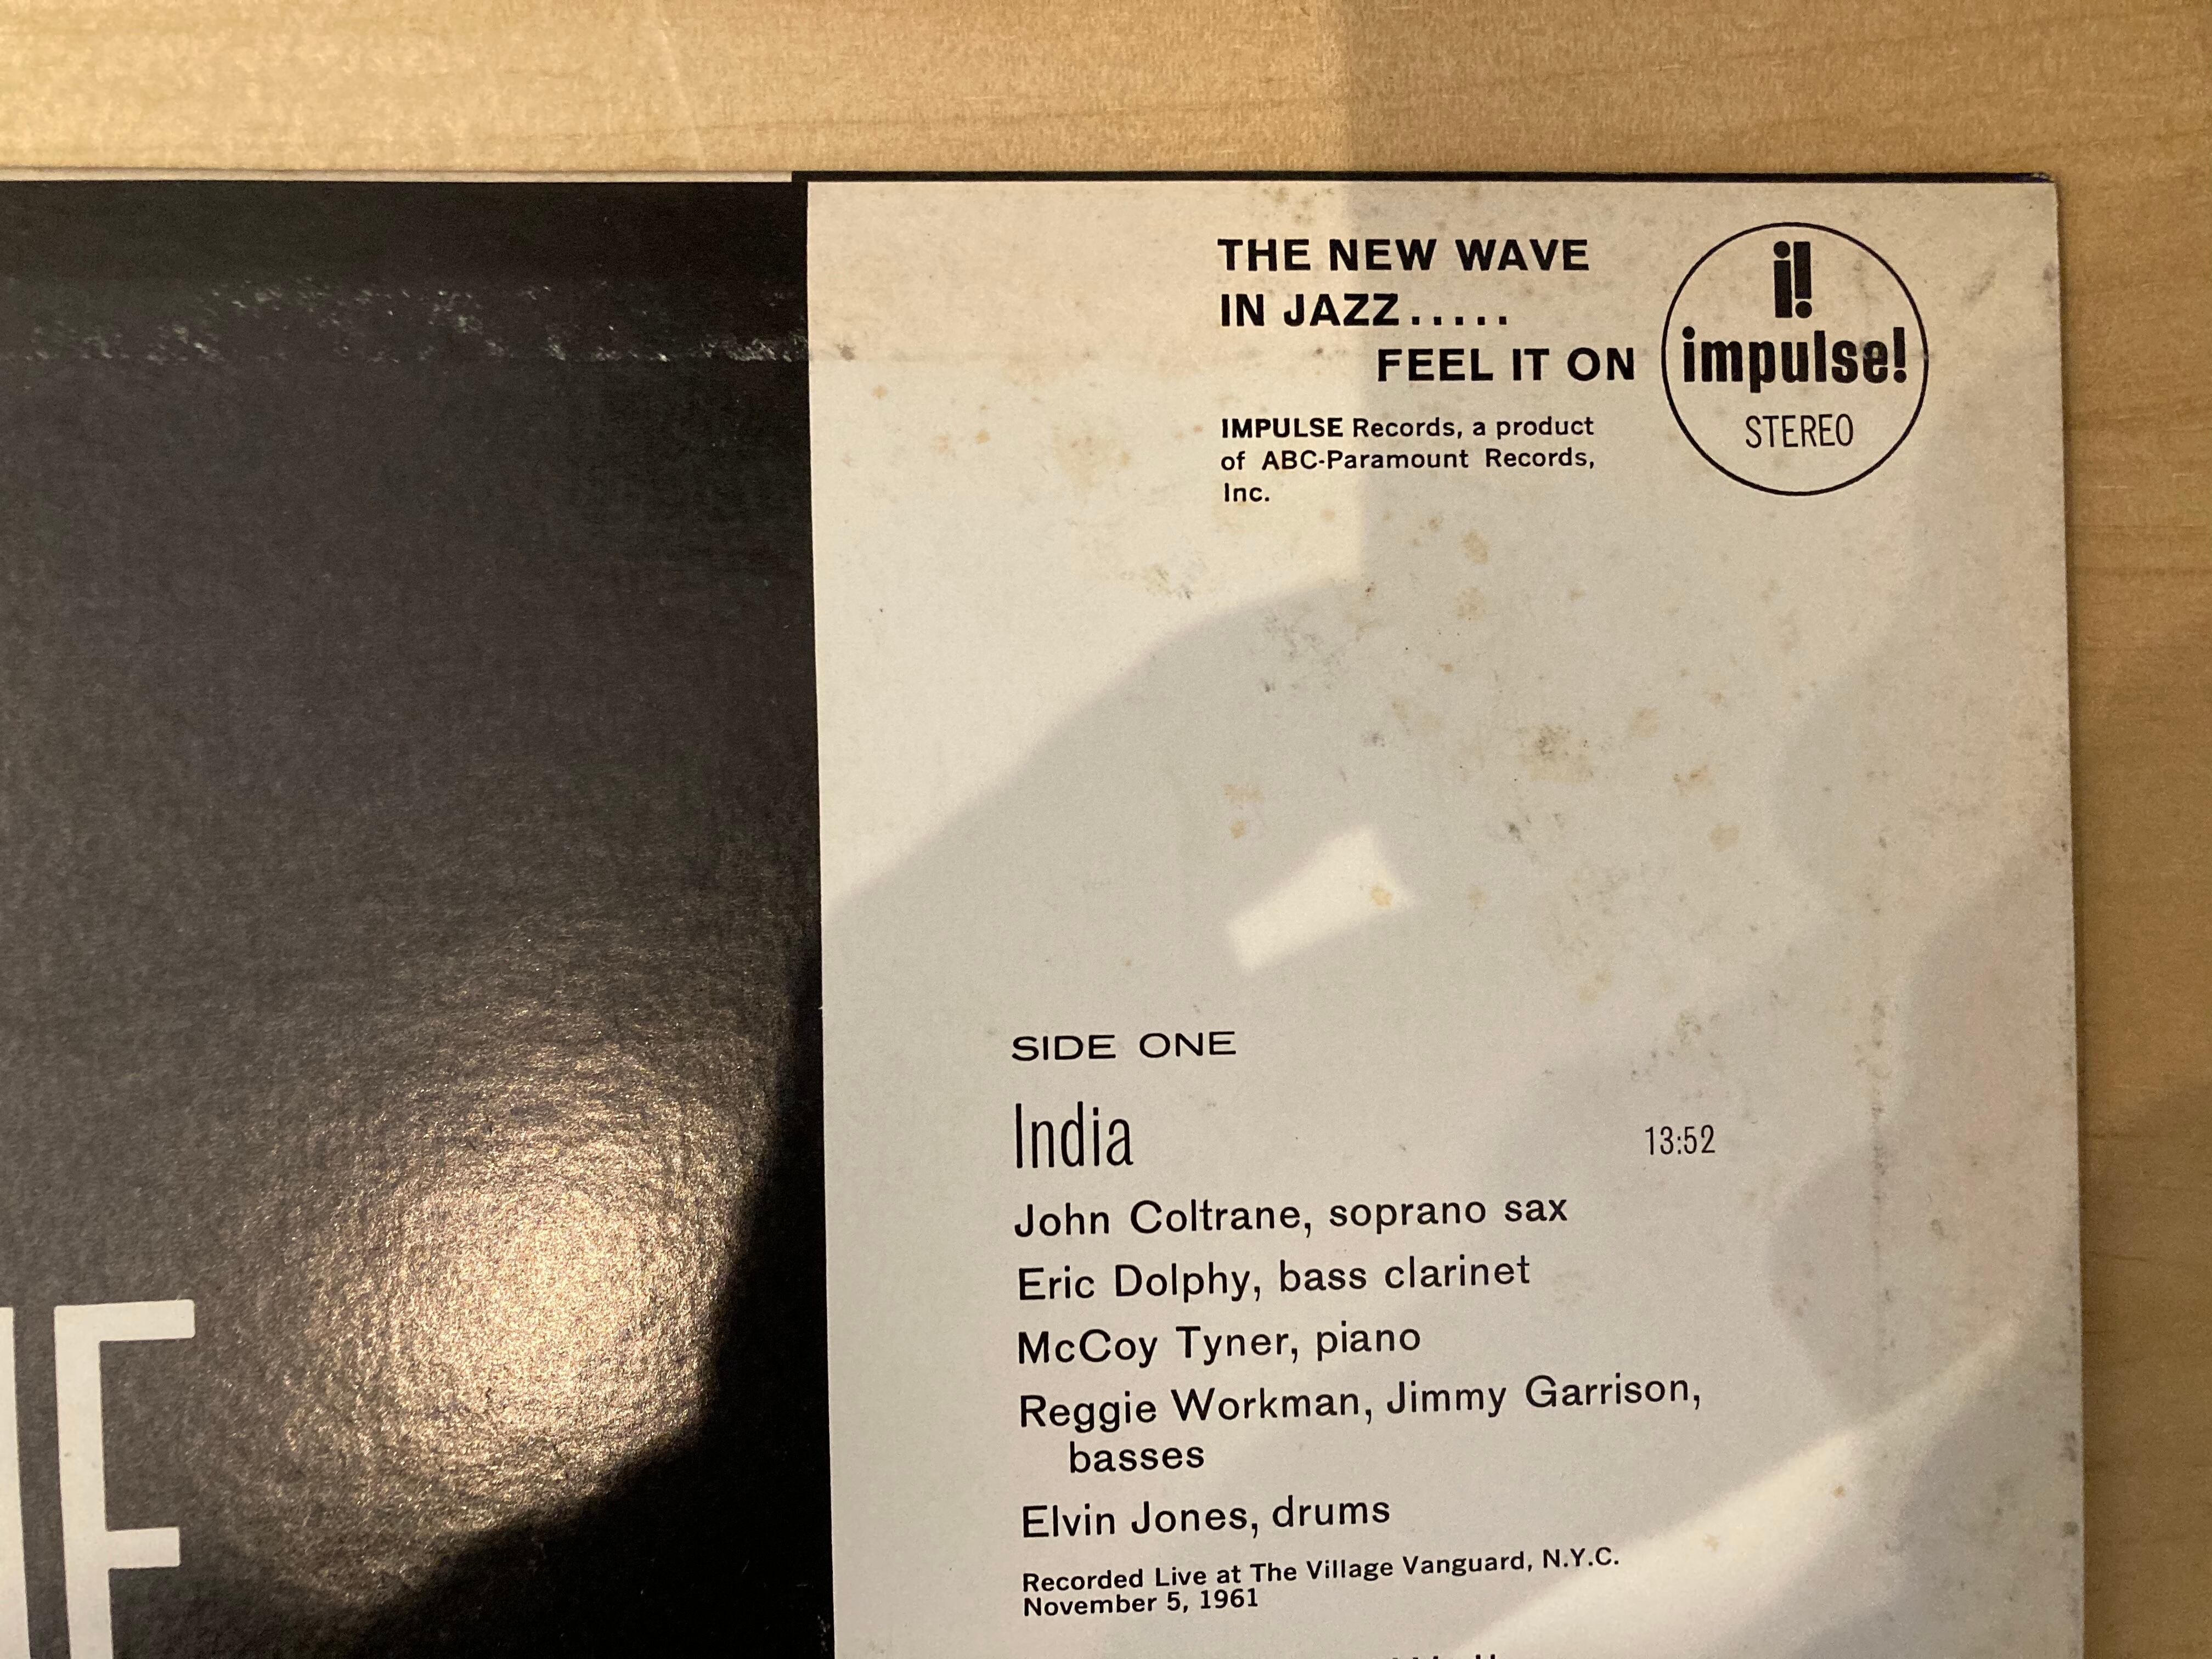 THE NEW WAVE
IN JAZZ.....
FEEL IT ON
i!
impulse!
STEREO
IMPULSE Records, a product
of ABC-Paramount Records,
Inc.
SIDE ONE
India 13:52
John Coltrane, soprano sax
Eric Dolphy, bass clarinet
McCoy Tyner, piano
Reggie Workman, Jimmy Garrison,
basses
Elvin Jones, drums
Recorded Live at The Village Vanguard, N.Y.C.
November 5, 1961